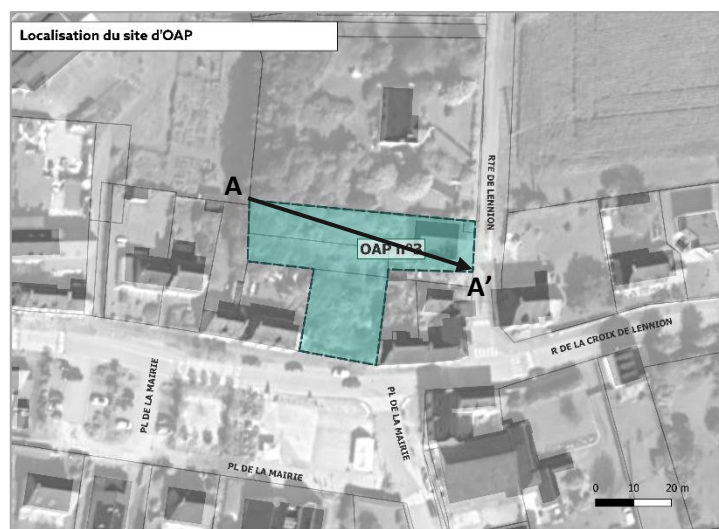 Localisation du site d'OAP
A
RTE DE LENNION
OAP n°3
A'
R DE LA CROIX DE LENNION
PL DE LA MAIRIE
PL DE LA MAIRIE
PL DE LA MAIRIE
0 10 20 m